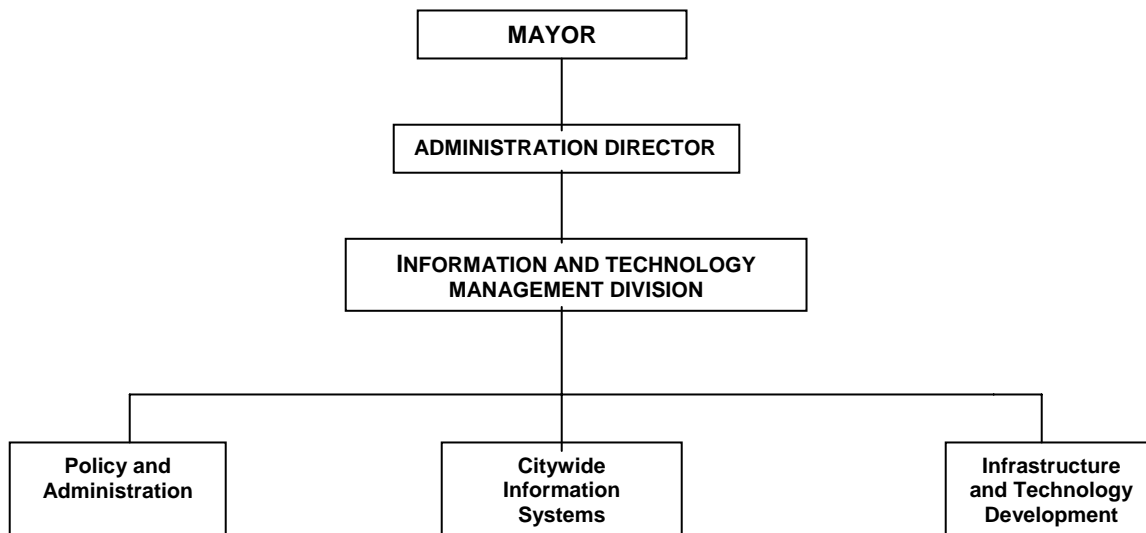 MAYOR
ADMINISTRATION DIRECTOR
INFORMATION AND TECHNOLOGY
MANAGEMENT DIVISION
Policy and
Administration
Citywide
Information
Systems
Infrastructure
and Technology
Development